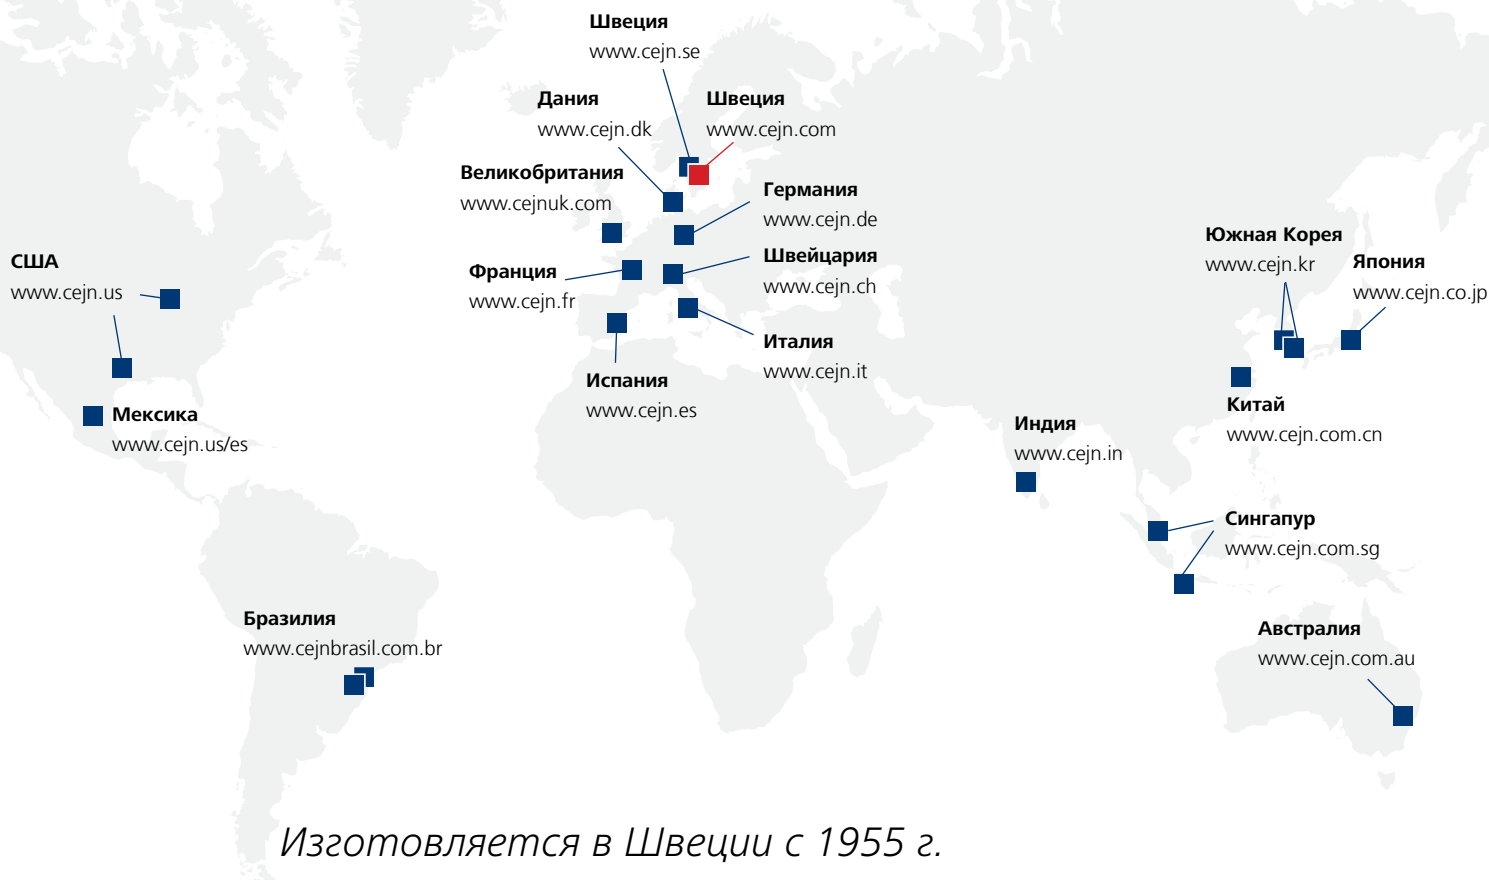 Швеция
www.cejn.se
Дания
www.cejn.dk
Швеция
www.cejn.com
Великобритания
www.cejnuk.com
Германия
www.cejn.de
Южная Корея
www.cejn.kr
США
www.cejn.us
Франция
www.cejn.fr
Швейцария
www.cejn.ch
Япония
www.cejn.co.jp
Италия
www.cejn.it
Испания
www.cejn.es
Мексика
www.cejn.us/es
Индия
www.cejn.in
Китай
www.cejn.com.cn
Сингапур
www.cejn.com.sg
Бразилия
www.cejnbrasil.com.br
Австралия
www.cejn.com.au
Изготовляется в Швеции с 1955 г.